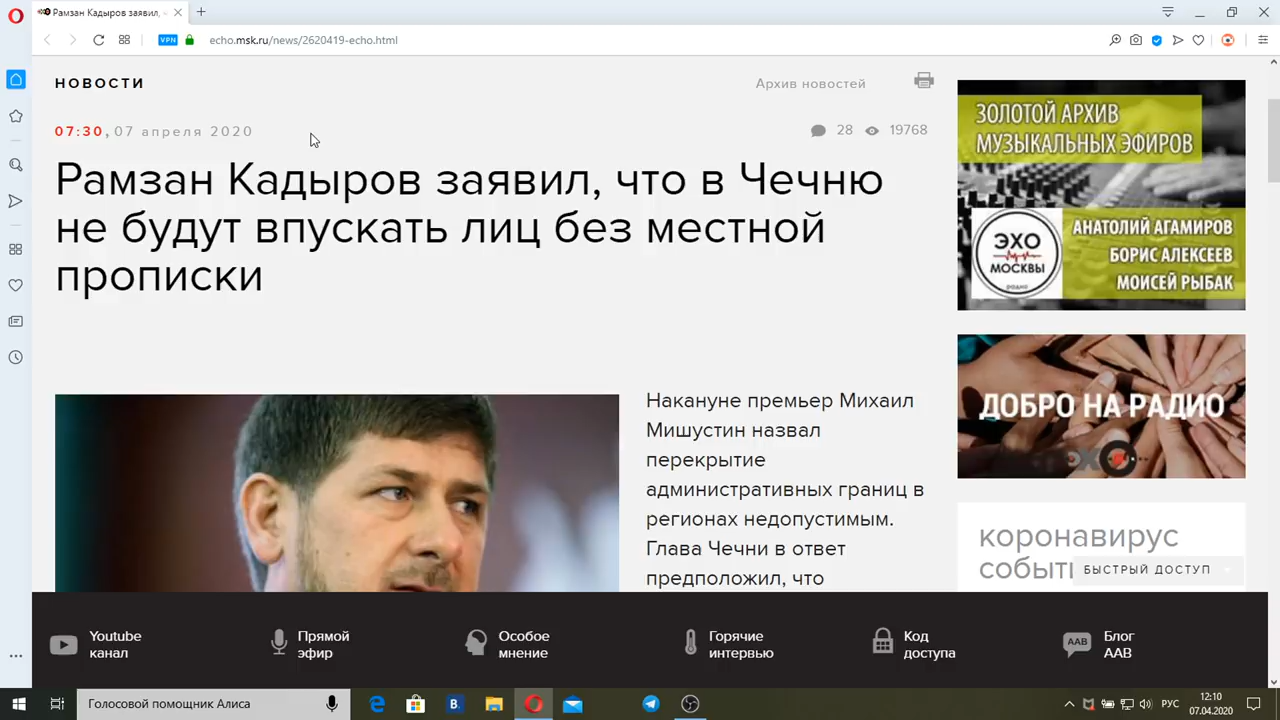 Рамзан Кадыров заявил,
echo.msk.ru/news/2620419-echo.html
VPN
НОВОСТИ
Архив новостей
07:30, 07 апреля 2020
28
19768
Рамзан Кадыров заявил, что в Чечню
не будут впускать лиц без местной
прописки
Накануне премьер Михаил
Мишустин назвал
перекрытие
административных границ в
регионах недопустимым.
Глава Чечни в ответ
предположил, что
ЗОЛОТОЙ АРХИВ
МУЗЫКАЛЬНЫХ ЭФИРОВ
ЭХО
МОСКВЫ
радио
АНАТОЛИЙ АГАМИРОВ
БОРИС АЛЕКСЕЕВ
МОИСЕЙ РЫБАК
ДОБРО НА РАДИО
коронавирус
событ
БЫСТРЫЙ ДОСТУП
Youtube
канал
Прямой
эфир
Особое
мнение
Горячие
интервью
Код
доступа
ААВ
Блог
ААВ
Голосовой помощник Алиса
B.
РУС
12:10
07.04.2020